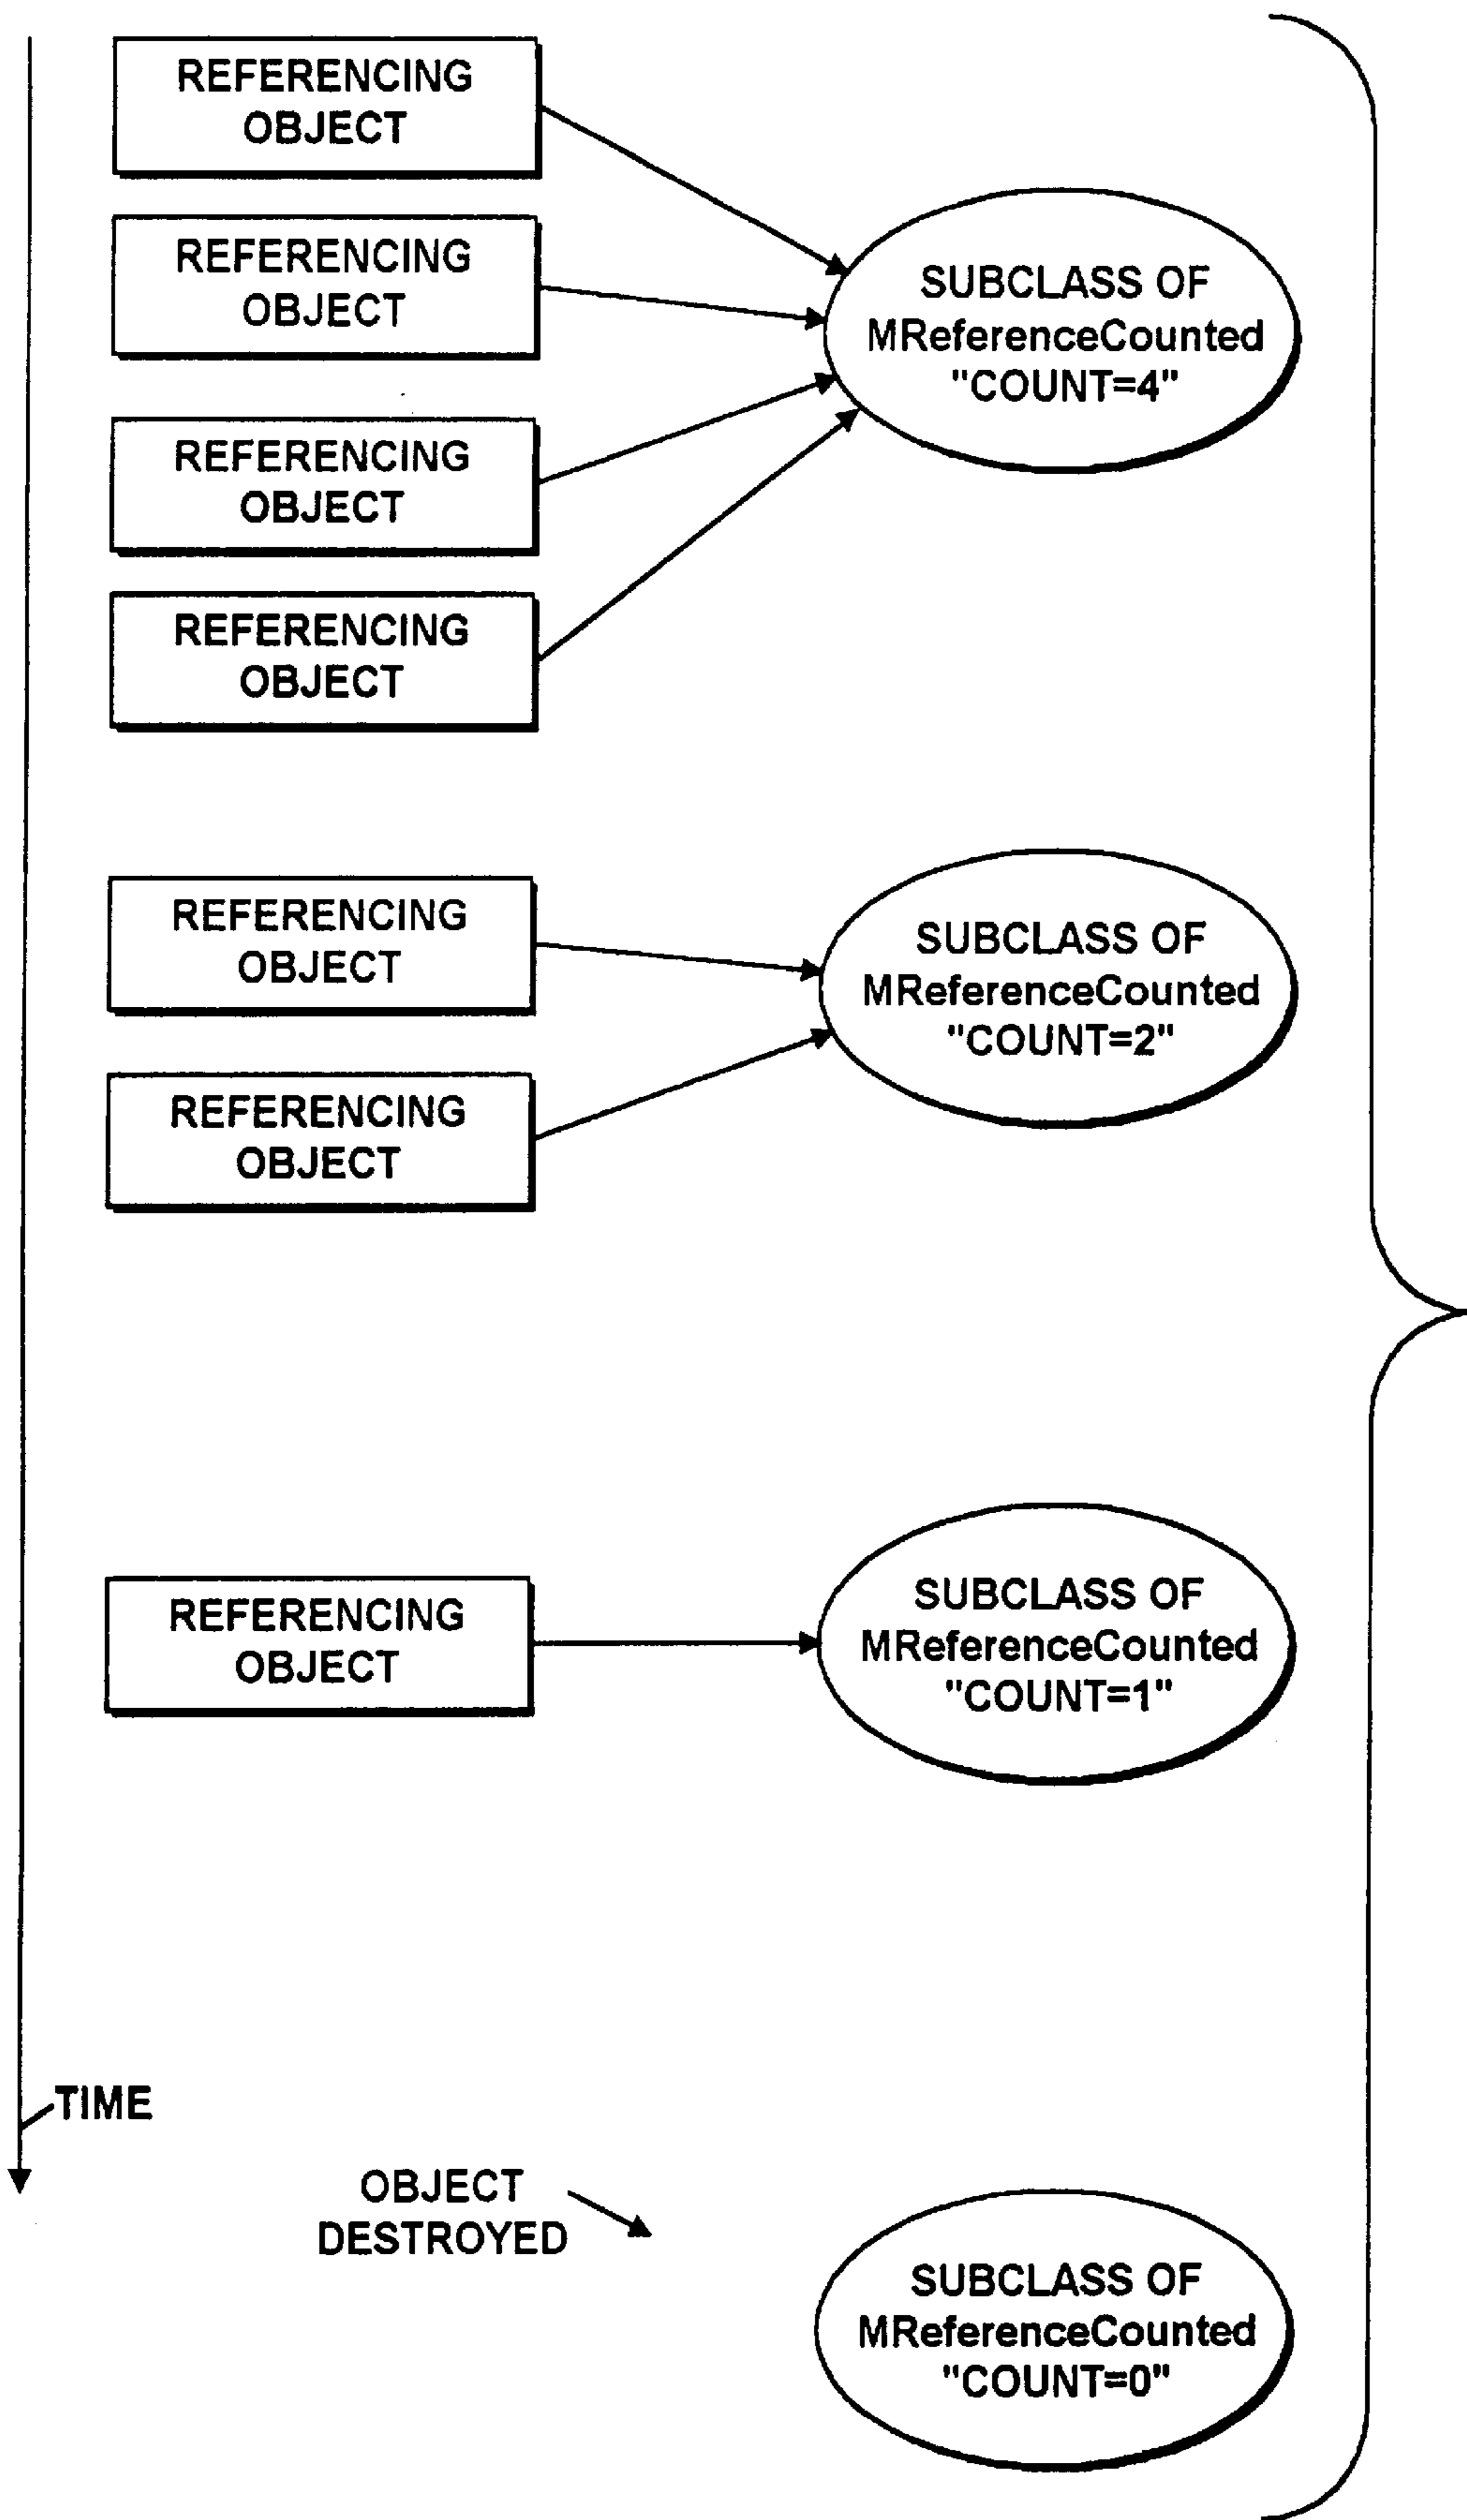 REFERENCING
OBJECT
REFERENCING
OBJECT
REFERENCING
OBJECT
REFERENCING
OBJECT
SUBCLASS OF
MReferenceCounted
"COUNT=4"
REFERENCING
OBJECT
REFERENCING
OBJECT
SUBCLASS OF
MReferenceCounted
"COUNT=2"
REFERENCING
OBJECT
SUBCLASS OF
MReferenceCounted
"COUNT=1"
TIME
OBJECT
DESTROYED
SUBCLASS OF
MReferenceCounted
"COUNT=0"